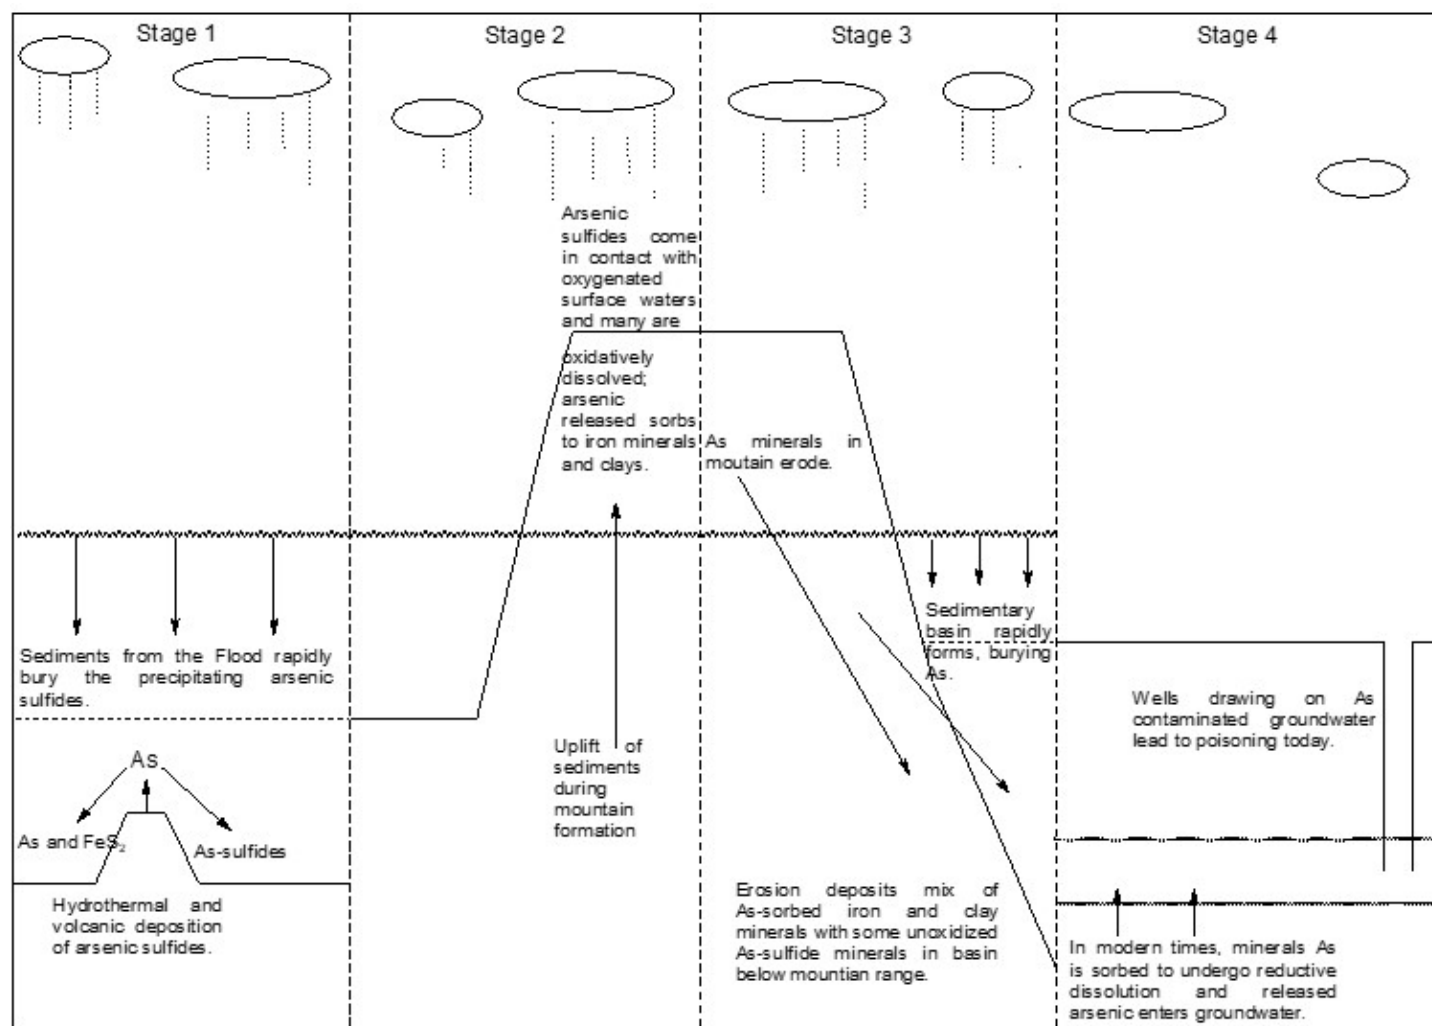 Stage 1
Stage 2
Stage 3
Stage 4
Sediments from the Flood rapidly
bury the precipitating arsenic
sulfides.
As
As and FeS₂
As-sulfides
Hydrothermal and
volcanic deposition
of arsenic sulfides.
Arsenic
sulfides come
in contact with
oxygenated
surface waters
and many are
oxidatively
dissolved;
arsenic
released sorbs
to iron minerals
and clays.
Uplift of
sediments
during
mountain
formation
As minerals in
moutain erode.
Sedimentary
basin rapidly
forms, burying
As.
Erosion deposits mix of
As-sorbed iron and clay
minerals with some unoxidized
As-sulfide minerals in basin
below mountian range.
Wells drawing on As
contaminated groundwater
lead to poisoning today.
In modern times, minerals As
is sorbed to undergo reductive
dissolution and released
arsenic enters groundwater.